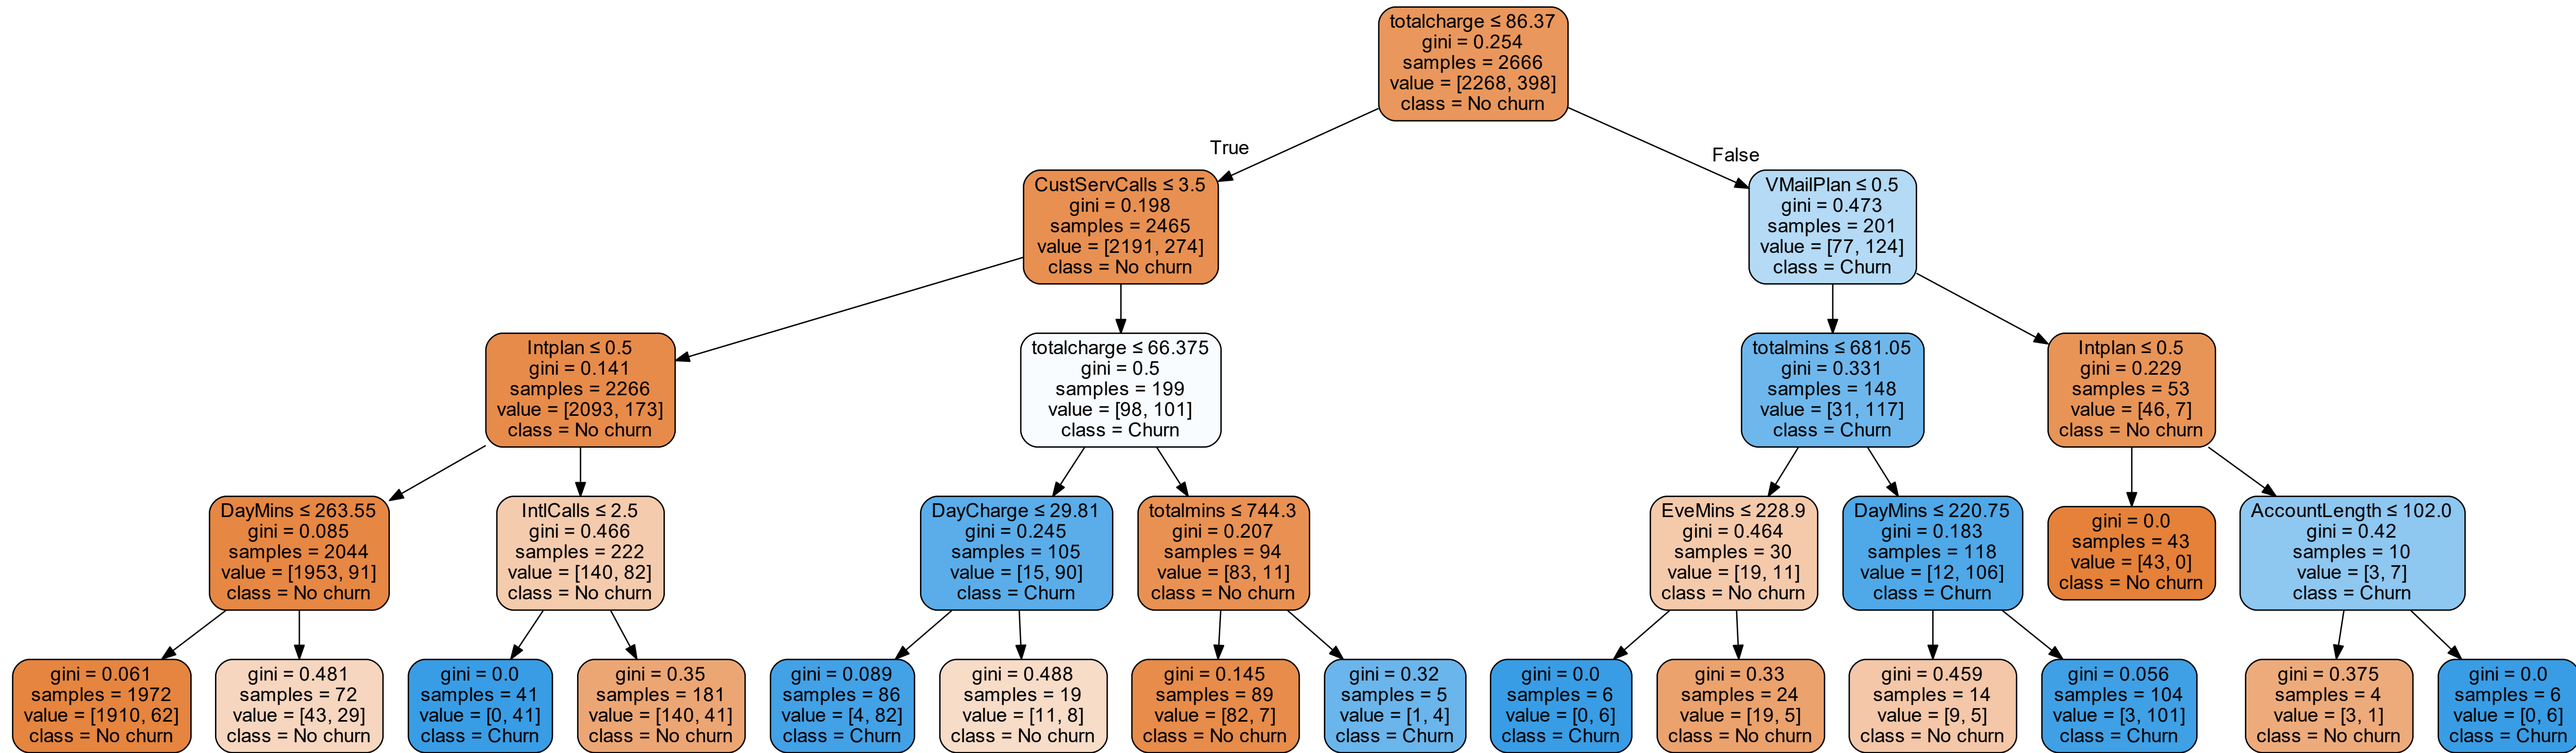 totalcharge ≤ 86.37
gini = 0.254
samples = 2666
value = [2268, 398]
class = No churn
True
False
CustServCalls ≤ 3.5
gini = 0.198
samples = 2465
value = [2191, 274]
class = No churn
VMailPlan ≤ 0.5
gini = 0.473
samples = 201
value = [77, 124]
class = Churn
Intplan ≤ 0.5
gini = 0.141
samples = 2266
value = [2093, 173]
class = No churn
totalcharge ≤ 66.375
gini = 0.5
samples = 199
value = [98, 101]
class = Churn
totalmins ≤ 681.05
gini = 0.331
samples = 148
value = [31, 117]
class = Churn
Intplan ≤ 0.5
gini = 0.229
samples = 53
value = [46, 7]
class = No churn
DayMins ≤ 263.55
gini = 0.085
samples = 2044
value = [1953, 91]
class = No churn
IntlCalls ≤ 2.5
gini = 0.466
samples = 222
value = [140, 82]
class = No churn
DayCharge ≤ 29.81
gini = 0.245
samples = 105
value = [15, 90]
class = Churn
totalmins ≤ 744.3
gini = 0.207
samples = 94
value = [83, 11]
class = No churn
EveMins ≤ 228.9
gini = 0.464
samples = 30
value = [19, 11]
class = No churn
DayMins ≤ 220.75
gini = 0.183
samples = 118
value = [12, 106]
class = Churn
gini = 0.0
samples = 43
value = [43, 0]
class = No churn
AccountLength ≤ 102.0
gini = 0.42
samples = 10
value = [3, 7]
class = Churn
gini = 0.061
samples = 1972
value = [1910, 62]
class = No churn
gini = 0.481
samples = 72
value = [43, 29]
class = No churn
gini = 0.0
samples = 41
value = [0, 41]
class = Churn
gini = 0.35
samples = 181
value = [140, 41]
class = No churn
gini = 0.089
samples = 86
value = [4, 82]
class = Churn
gini = 0.488
samples = 19
value = [11, 8]
class = No churn
gini = 0.145
samples = 89
value = [82, 7]
class = No churn
gini = 0.32
samples = 5
value = [1, 4]
class = Churn
gini = 0.0
samples = 6
value = [0, 6]
class = Churn
gini = 0.33
samples = 24
value = [19, 5]
class = No churn
gini = 0.459
samples = 14
value = [9, 5]
class = No churn
gini = 0.056
samples = 104
value = [3, 101]
class = Churn
gini = 0.375
samples = 4
value = [3, 1]
class = No churn
gini = 0.0
samples = 6
value = [0, 6]
class = Churn